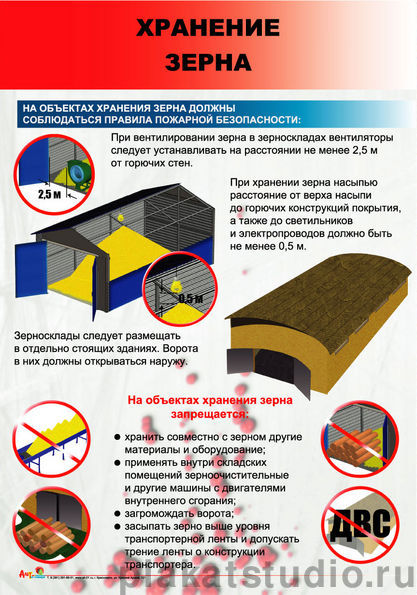 ХРАНЕНИЕ
ЗЕРНА
НА ОБЪЕКТАХ ХРАНЕНИЯ ЗЕРНА ДОЛЖНЫ
СОБЛЮДАТЬСЯ ПРАВИЛА ПОЖАРНОЙ БЕЗОПАСНОСТИ:
При вентилировании зерна в зерноскладах вентиляторы
следует устанавливать на расстоянии не менее 2,5 м
от горючих стен.
2,5 м
При хранении зерна насыпью
расстояние от верха насыпи
до горючих конструкций покрытия,
а также до светильников
и электропроводов должно быть
не менее 0,5 м.
0,5 м
Зерносклады следует размещать
в отдельно стоящих зданиях. Ворота
в них должны открываться наружу.
На объектах хранения зерна
запрещается:
● хранить совместно с зерном другие
материалы и оборудование;
● применять внутри складских
помещений зерноочистительные
и другие машины с двигателями
внутреннего сгорания;
● загромождать ворота;
● засыпать зерно выше уровня
транспортерной ленты и допускать
трение ленты о конструкции
транспортера.
ДВС
plakatstudio.ru